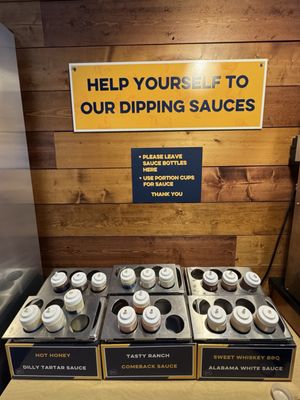 HELP YOURSELF TO
OUR DIPPING SAUCES
• PLEASE LEAVE
SAUCE BOTTLES
HERE
• USE PORTION CUPS
FOR SAUCE
THANK YOU
HOT HONEY
DILLY TARTAR SAUCE
TASTY RANCH
COMEBACK SAUCE
SWEET WHISKEY BBQ
ALABAMA WHITE SAUCE